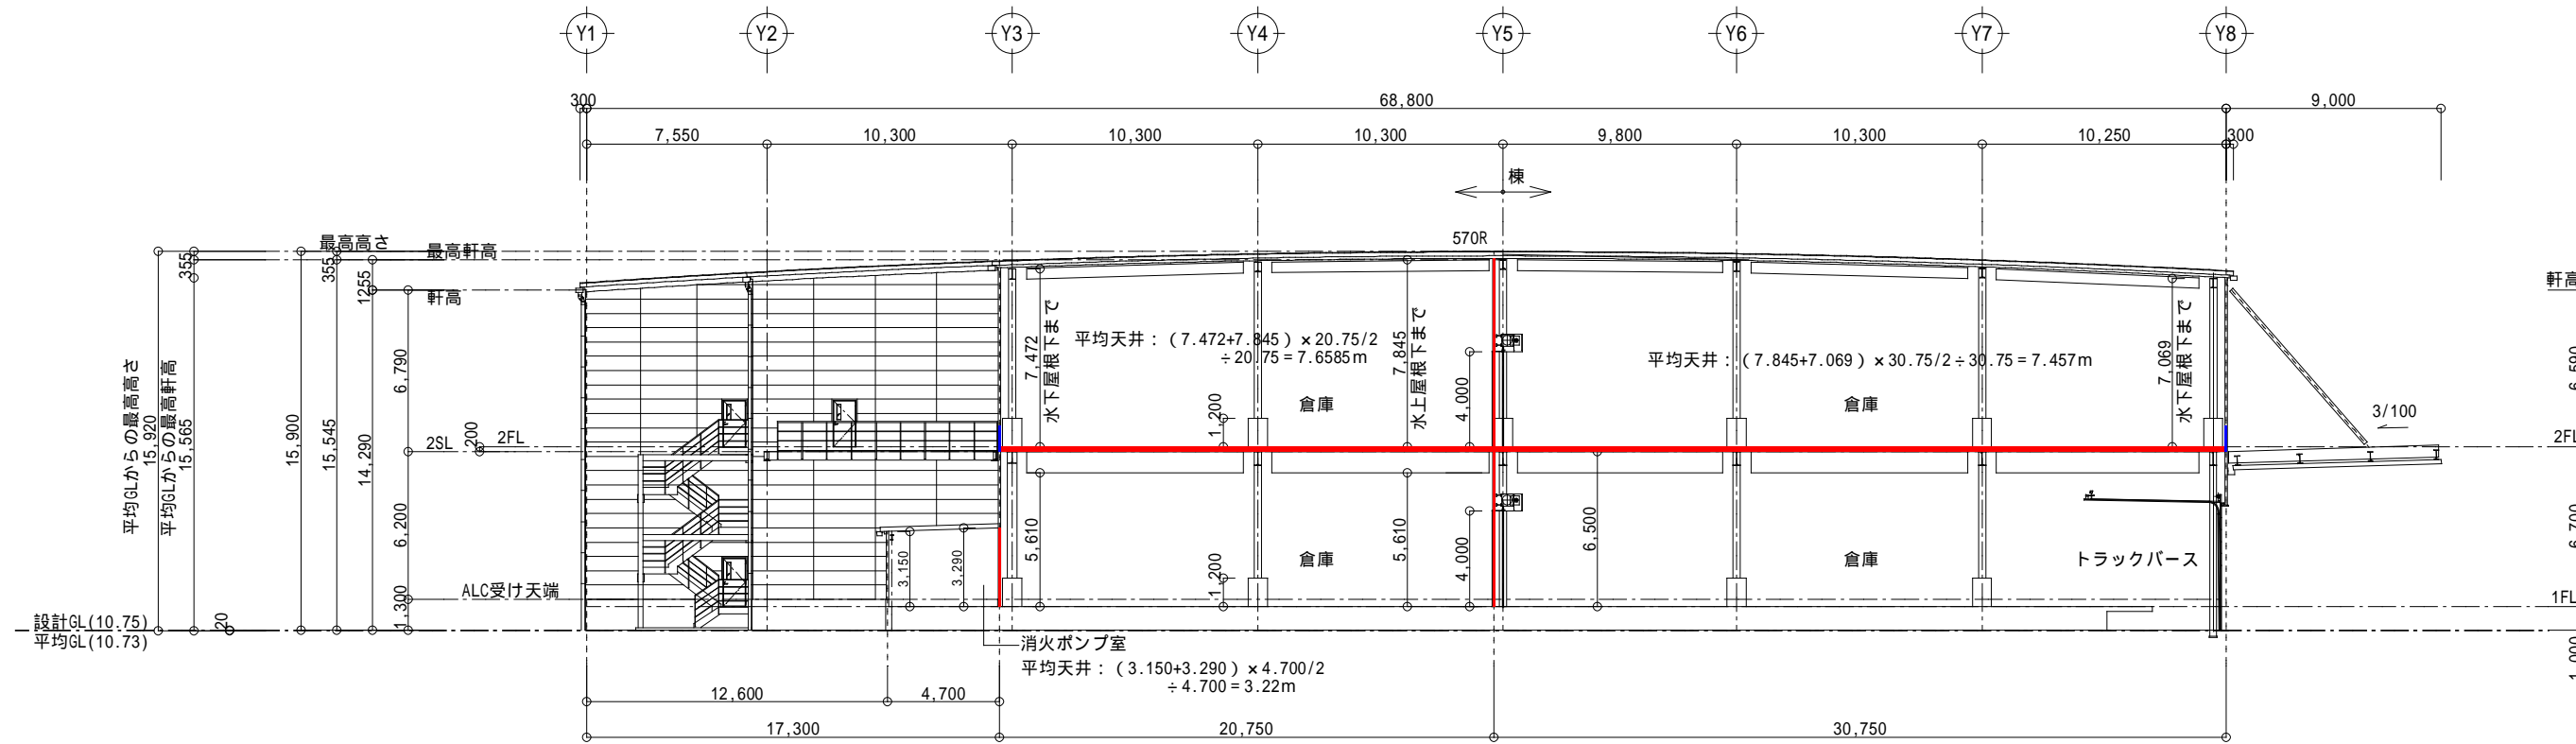 Y1 Y2 Y3 Y4 Y5 Y6 Y7 Y8
300 68,800 9,000
7,550 10,300 10,300 10,300 9,800 10,300 10,250 300
棟
570R
最高高さ
最高軒高
軒高
355
355
355
1255
6,790
6,200
1,300
平均GLからの最高高さ
15,920
平均GLからの最高軒高
15,565
15,900
15,545
14,290
20
2SL
200
2FL
ALC受け天端
設計GL(10.75)
平均GL(10.73)
7,472
水下屋根下まで
平均天井：（7.472+7.845）×20.75/2
÷20.75＝7.6585m
7,845
水上屋根下まで
平均天井：（7.845+7.069）×30.75/2÷30.75＝7.457m
7,069
水下屋根下まで
倉庫
倉庫
1,200
4,000
3/100
軒高
6,590
2FL
6,700
1FL
1,000
3,150
3,290
5,610
倉庫
1,200
5,610
4,000
6,500
倉庫
トラックバース
消火ポンプ室
平均天井：（3.150+3.290）×4.700/2
÷4.700＝3.22m
12,600 4,700
17,300 20,750 30,750